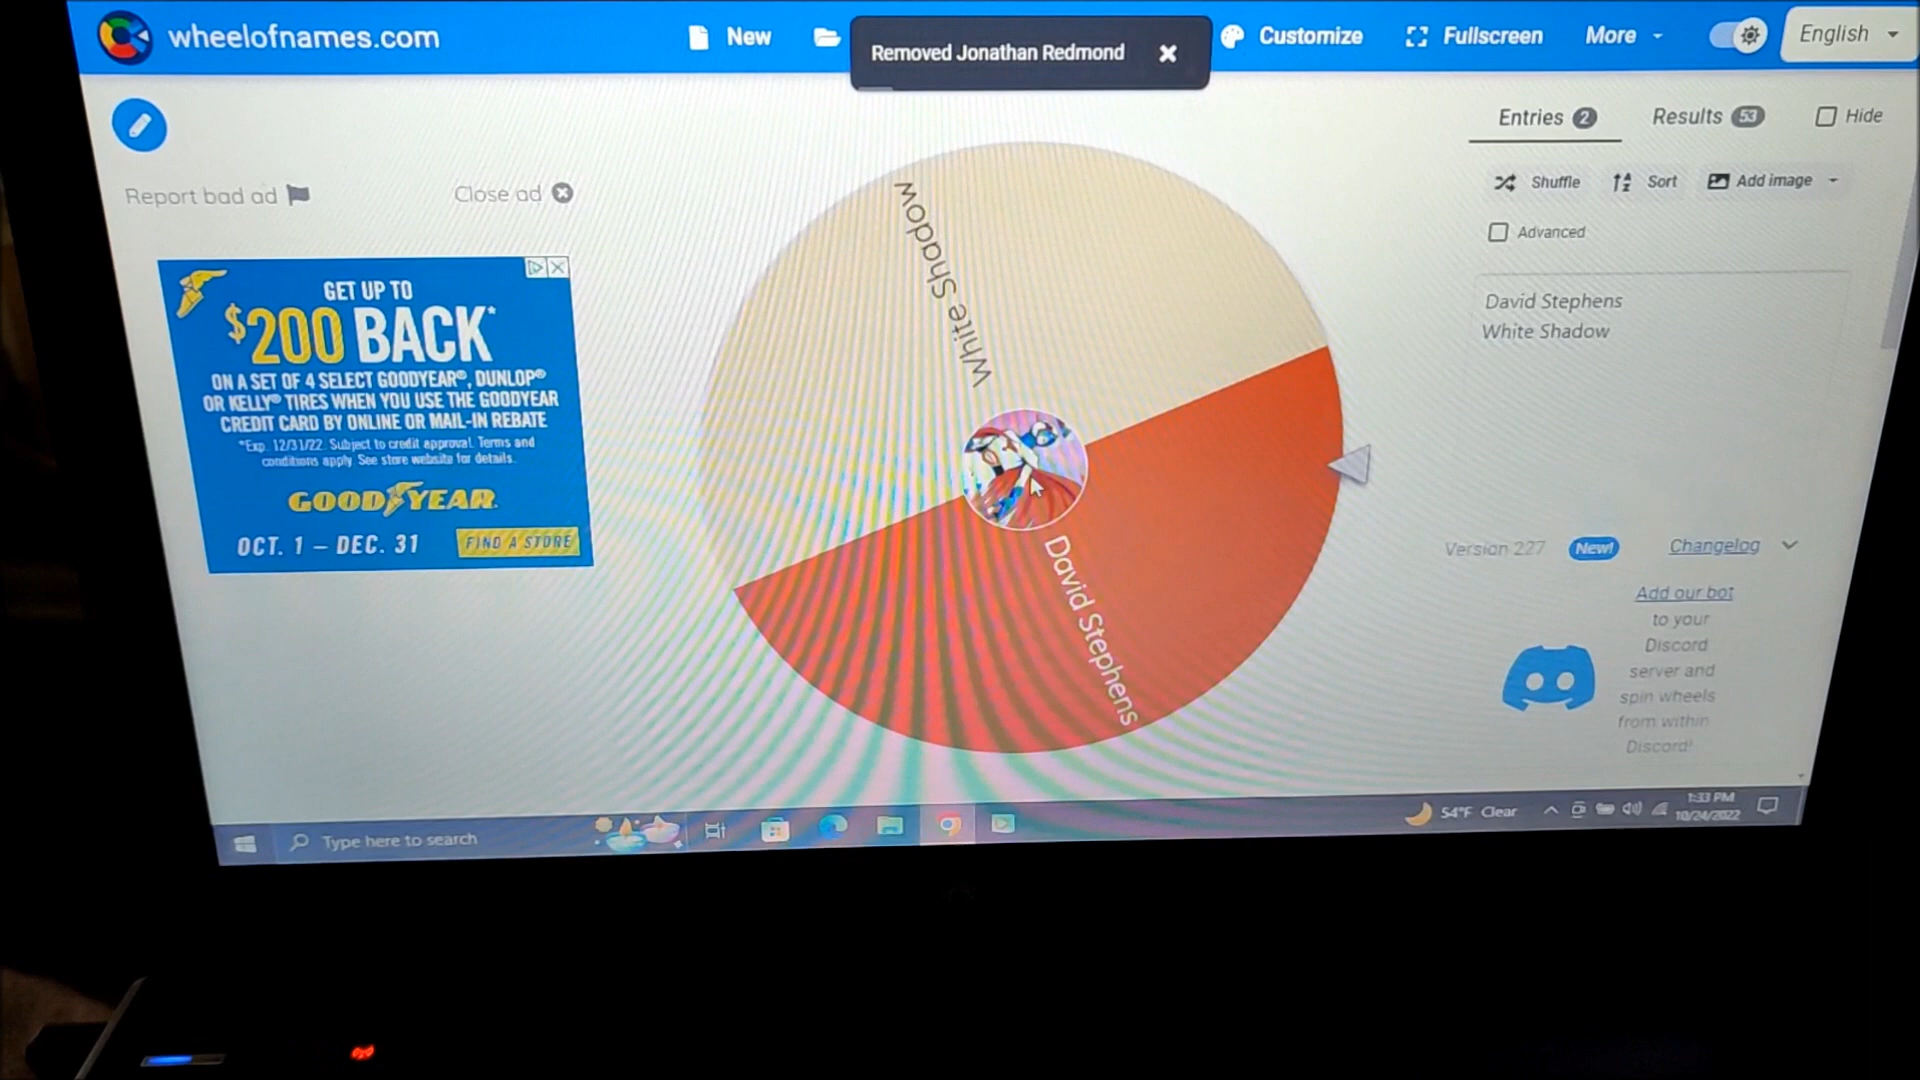 wheelofnames.com
New
Removed Jonathan Redmond
Customize
Fullscreen
More
English
Entries 2
Results 53
Hide
Report bad ad
Close ad
Shuffle
Sort
Add image
Advanced
GET UP TO
$200 BACK*
ON A SET OF 4 SELECT GOODYEAR®, DUNLOP®
OR KELLY® TIRES WHEN YOU USE THE GOODYEAR
CREDIT CARD BY ONLINE OR MAIL-IN REBATE
*Exp. 12/31/22. Subject to credit approval. Terms and
conditions apply. See store website for details.
GOODYEAR
OCT. 1 – DEC. 31
FIND A STORE
White Shadow
David Stephens
David Stephens
White Shadow
Version 227
New!
Changelog
Add our bot
to your
Discord
server and
spin wheels
from within
Discord!
Type here to search
54°F Clear
1:33 PM
10/24/2022